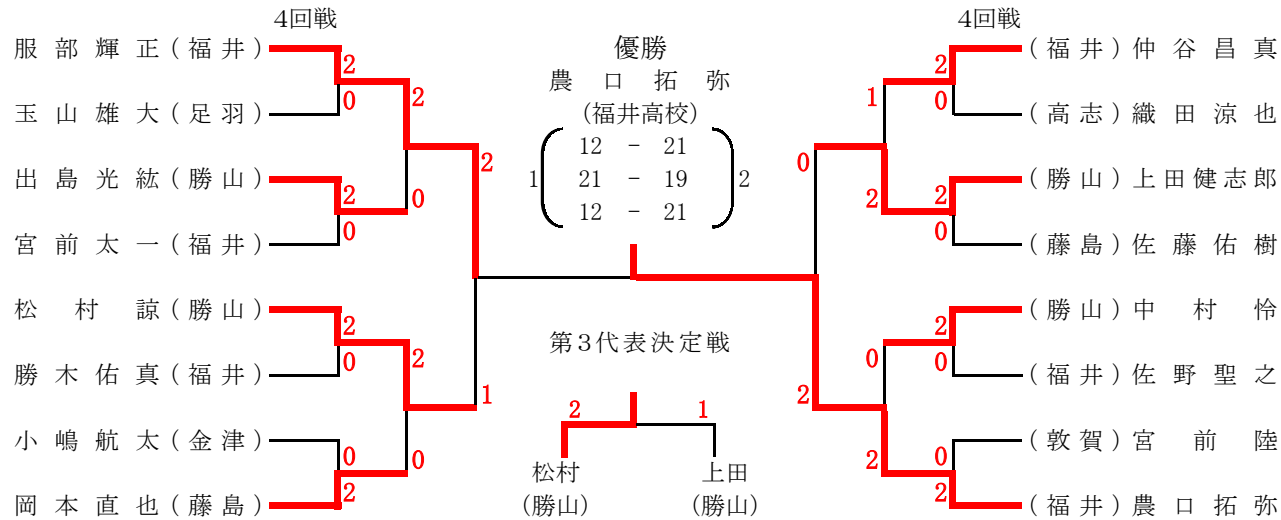 4回戦
服部輝正(福井)
2
0
玉山雄大(足羽)
2
出島光紘(勝山)
2
0
宮前太一(福井)
0
2
松村諒(勝山)
2
0
勝木佑真(福井)
2
小嶋航太(金津)
0
2
岡本直也(藤島)
0
1
優勝
農口拓弥
(福井高校)
12 - 21
1 21 - 19 2
12 - 21
第3代表決定戦
2 1
松村 上田
(勝山) (勝山)
4回戦
(福井)仲谷昌真
2
0
(高志)織田涼也
1
(勝山)上田健志郎
2
0
(藤島)佐藤佑樹
2
0
(勝山)中村怜
2
0
(福井)佐野聖之
0
(敦賀)宮前陸
0
2
(福井)農口拓弥
2
2